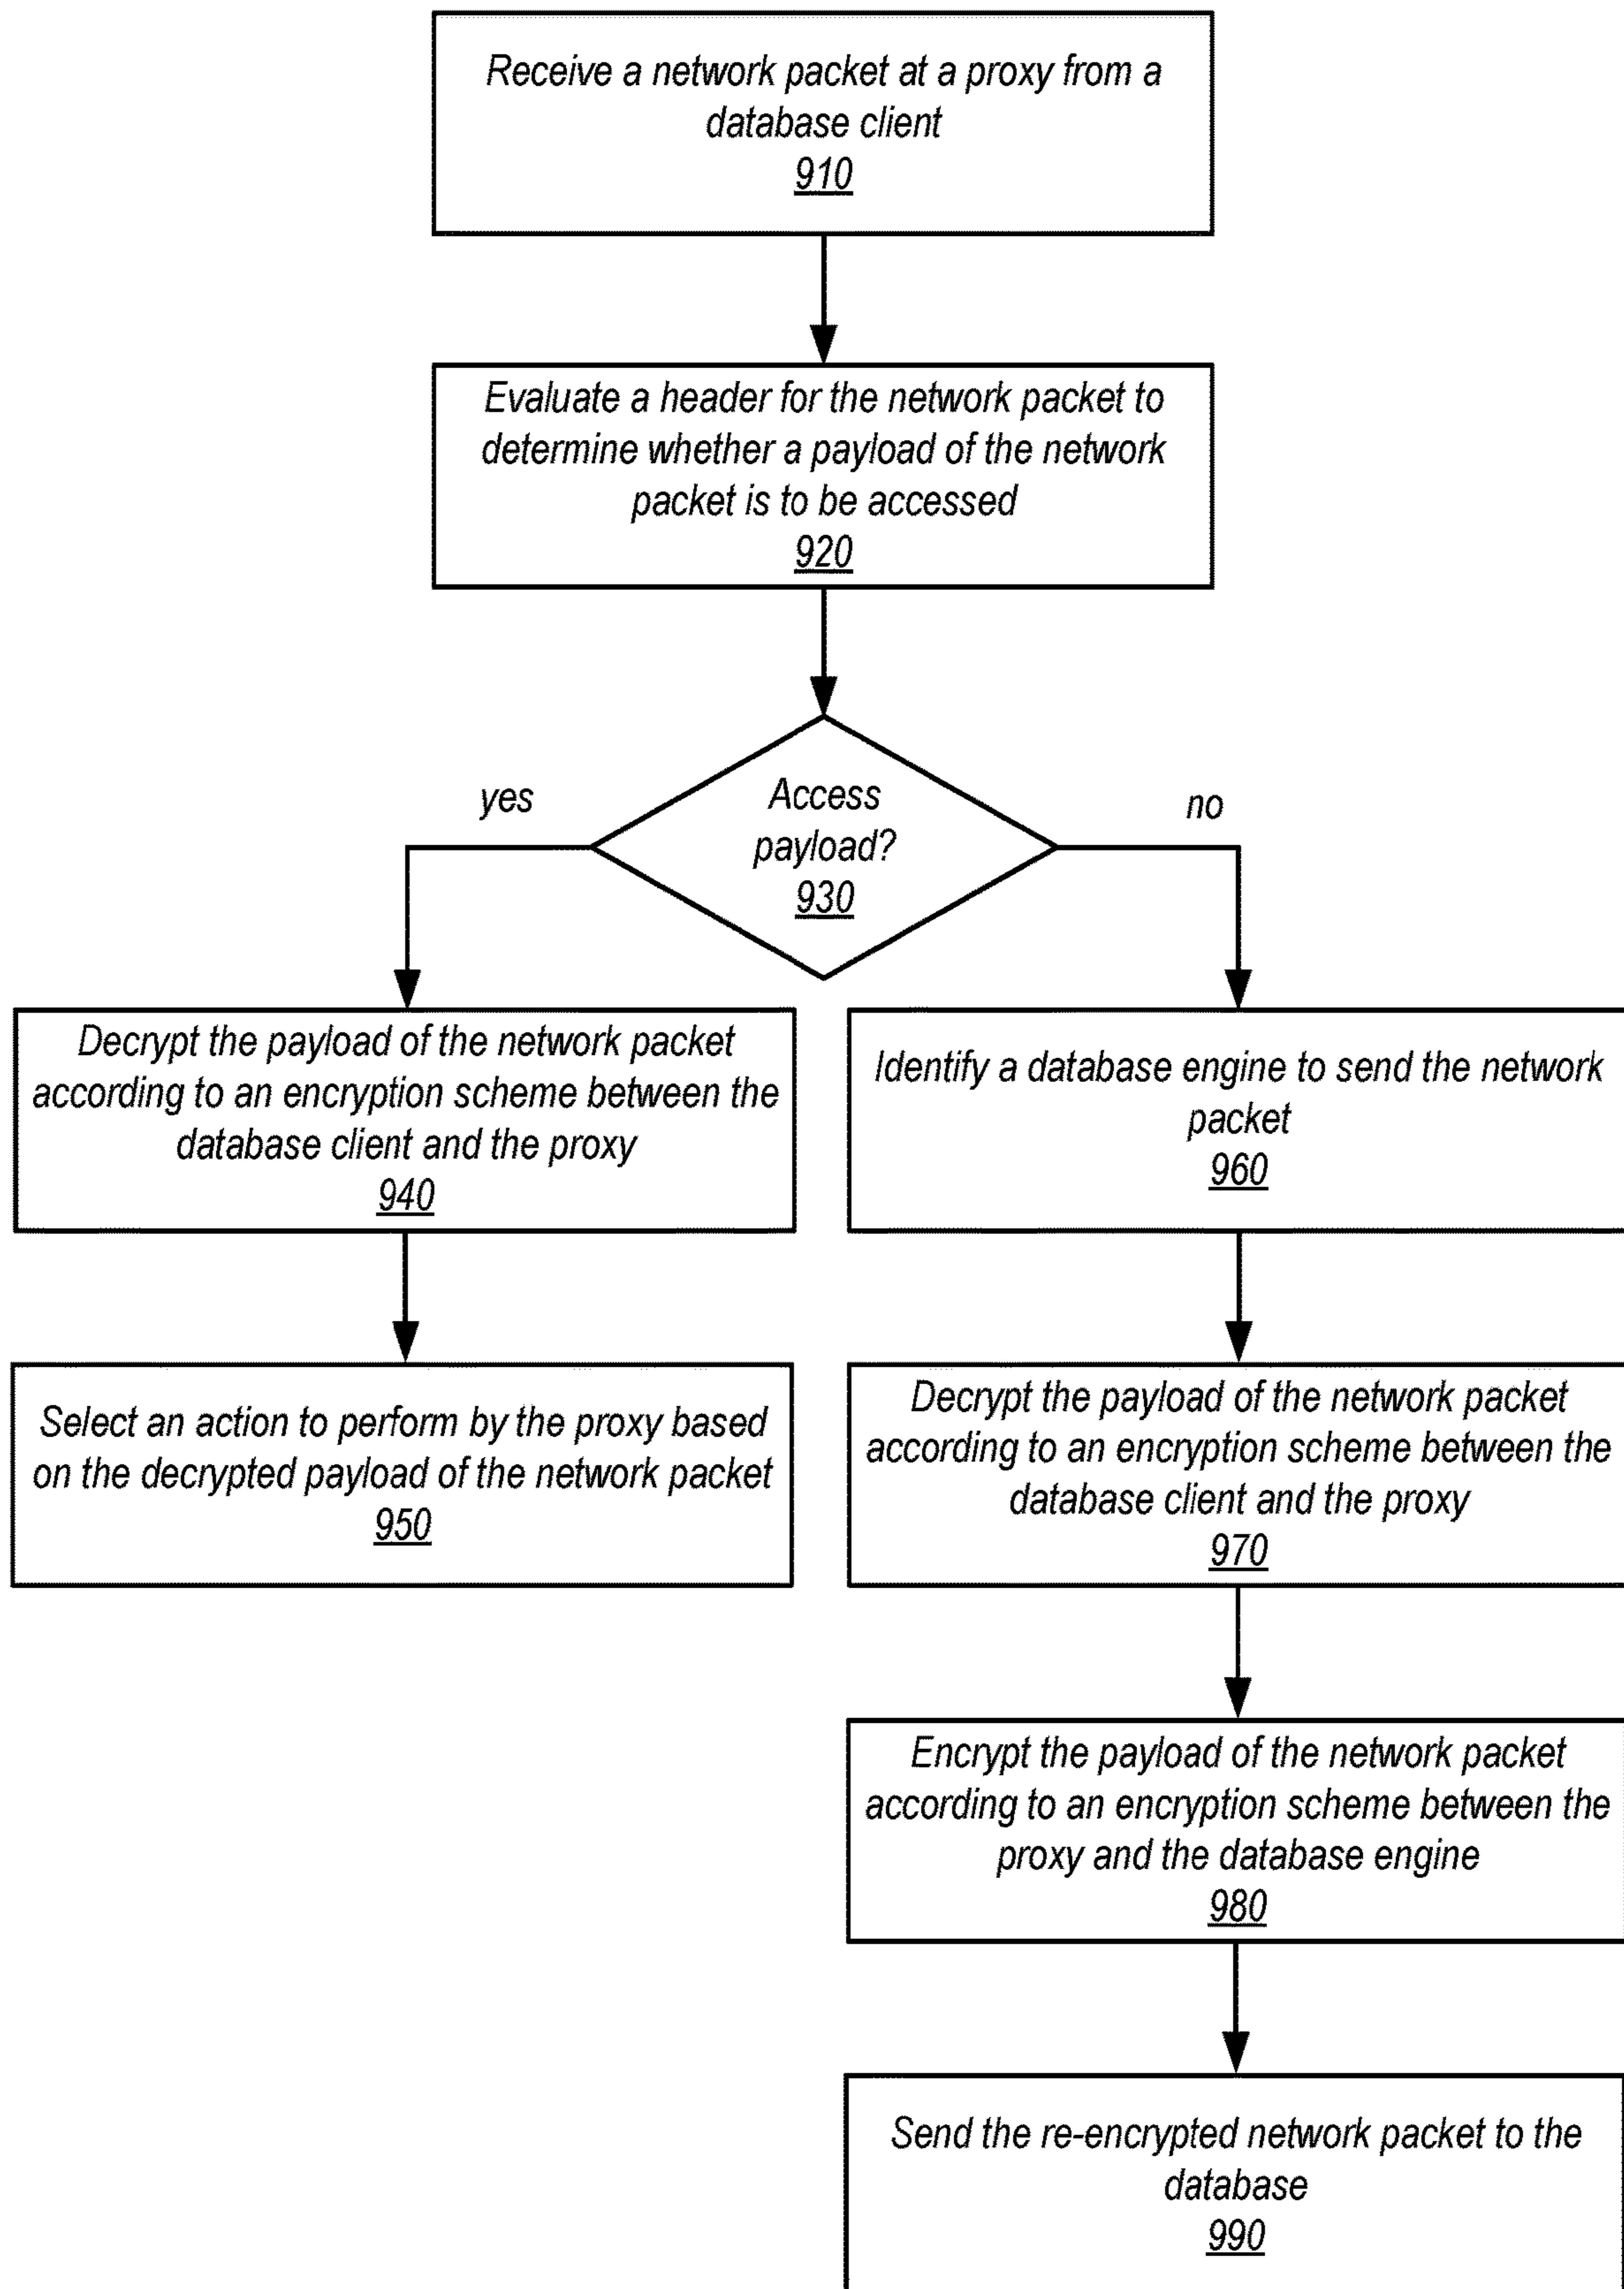 Receive a network packet at a proxy from a
database client
910
Evaluate a header for the network packet to
determine whether a payload of the network
packet is to be accessed
920
yes
Access
payload?
930
no
Decrypt the payload of the network packet
according to an encryption scheme between the
database client and the proxy
940
Identify a database engine to send the network
packet
960
Select an action to perform by the proxy based
on the decrypted payload of the network packet
950
Decrypt the payload of the network packet
according to an encryption scheme between the
database client and the proxy
970
Encrypt the payload of the network packet
according to an encryption scheme between the
proxy and the database engine
980
Send the re-encrypted network packet to the
database
990